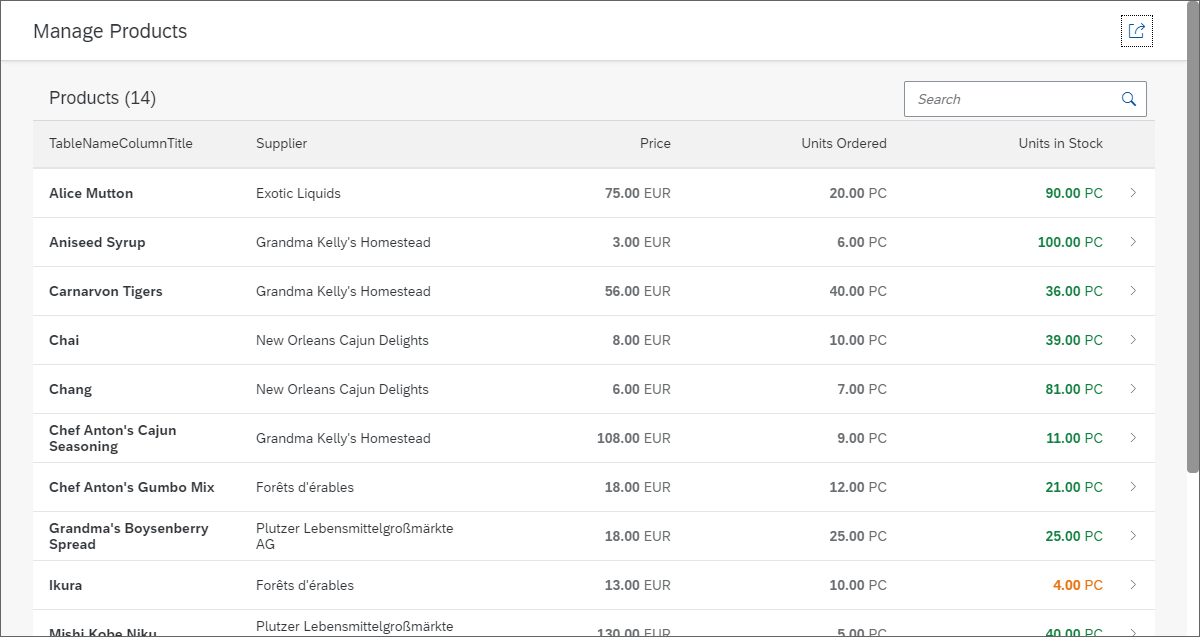 Manage Products
Products (14)
Search
TableNameColumnTitle Supplier Price Units Ordered Units in Stock
Alice Mutton Exotic Liquids 75.00 EUR 20.00 PC 90.00 PC
Aniseed Syrup Grandma Kelly's Homestead 3.00 EUR 6.00 PC 100.00 PC
Carnarvon Tigers Grandma Kelly's Homestead 56.00 EUR 40.00 PC 36.00 PC
Chai New Orleans Cajun Delights 8.00 EUR 10.00 PC 39.00 PC
Chang New Orleans Cajun Delights 6.00 EUR 7.00 PC 81.00 PC
Chef Anton's Cajun
Seasoning Grandma Kelly's Homestead 108.00 EUR 9.00 PC 11.00 PC
Chef Anton's Gumbo Mix Forêts d'érables 18.00 EUR 12.00 PC 21.00 PC
Grandma's Boysenberry
Spread Plutzer Lebensmittelgroßmärkte
AG 18.00 EUR 25.00 PC 25.00 PC
Ikura Forêts d'érables 13.00 EUR 10.00 PC 4.00 PC
Mishi Kobe Niku Plutzer Lebensmittelgroßmärkte 130.00 EUR 5.00 PC 40.00 PC